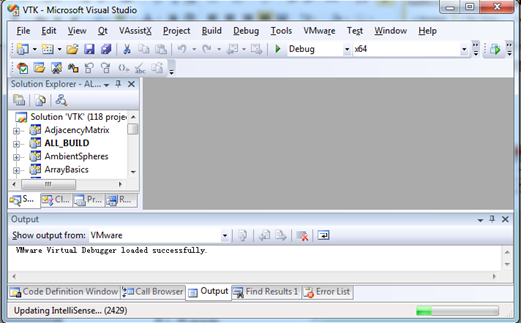 VTK - Microsoft Visual Studio
File Edit View Qt VAssistX Project Build Debug Tools VMware Test Window Help
Debug x64
Solution Explorer - AL...
Solution 'VTK' (118 projec
AdjacencyMatrix
ALL_BUILD
AmbientSpheres
ArrayBasics
S... Cl... Pr... R...
Output
Show output from: VMware
VMware Virtual Debugger loaded successfully.
Code Definition Window Call Browser Output Find Results 1 Error List
Updating IntelliSense... (2429)